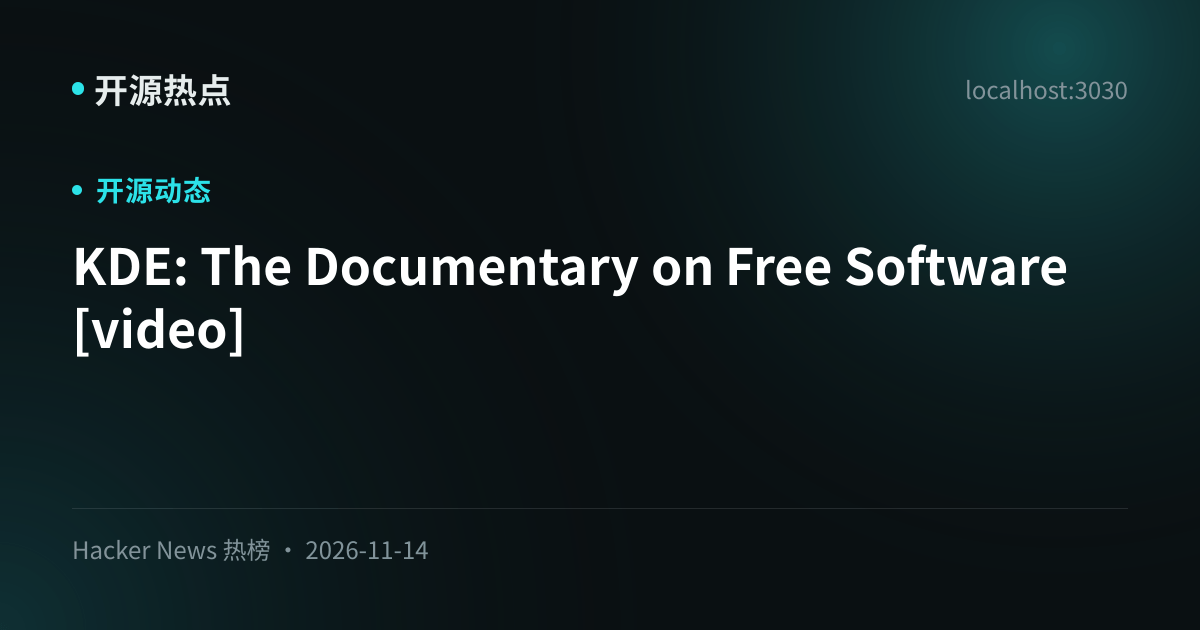 开源热点
localhost:3030
开源动态
KDE: The Documentary on Free Software
[video]
Hacker News 热榜 · 2026-11-14